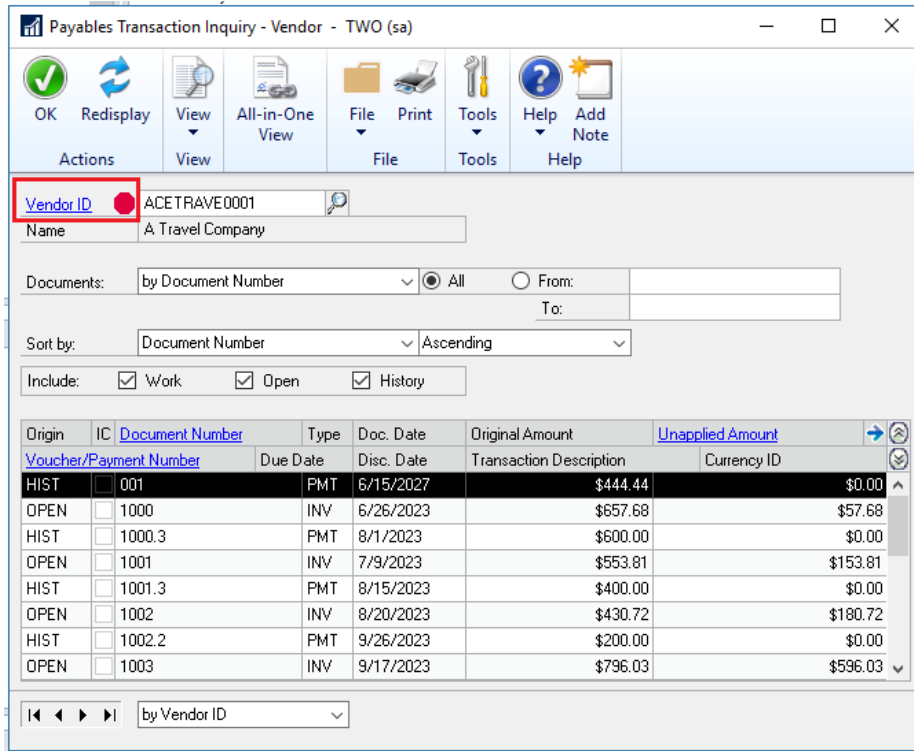 Payables Transaction Inquiry - Vendor - TWO (sa)
OK Redisplay View All-in-One View File Print Tools Help Add Note
Actions View File Tools Help
Vendor ID ACETRAVE0001
Name A Travel Company
Documents: by Document Number All From:
To:
Sort by: Document Number Ascending
Include: Work Open History
Origin IC Document Number Type Doc. Date Original Amount Unapplied Amount
Voucher/Payment Number Due Date Disc. Date Transaction Description Currency ID
HIST 001 PMT 6/15/2027 $444.44 $0.00
OPEN 1000 INV 6/26/2023 $657.68 $57.68
HIST 1000.3 PMT 8/1/2023 $600.00 $0.00
OPEN 1001 INV 7/9/2023 $553.81 $153.81
HIST 1001.3 PMT 8/15/2023 $400.00 $0.00
OPEN 1002 INV 8/20/2023 $430.72 $180.72
HIST 1002.2 PMT 9/26/2023 $200.00 $0.00
OPEN 1003 INV 9/17/2023 $796.03 $596.03
by Vendor ID